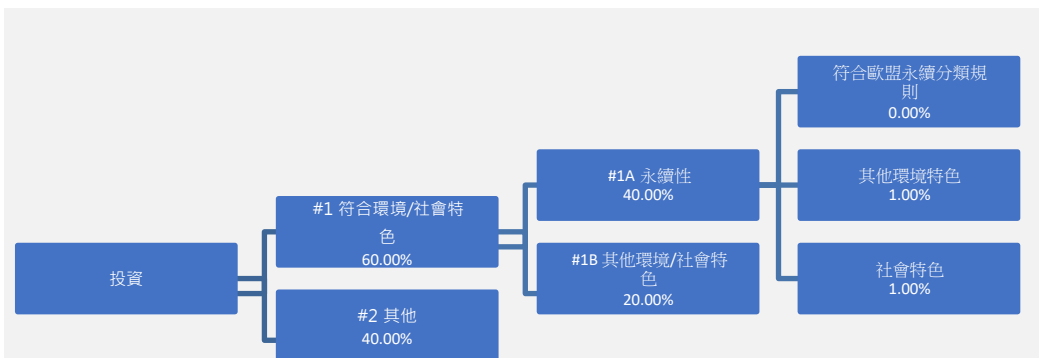 投資
#1 符合環境/社會特
色
60.00%
#2 其他
40.00%
#1A 永續性
40.00%
#1B 其他環境/社會特
色
20.00%
符合歐盟永續分類規
則
0.00%
其他環境特色
1.00%
社會特色
1.00%